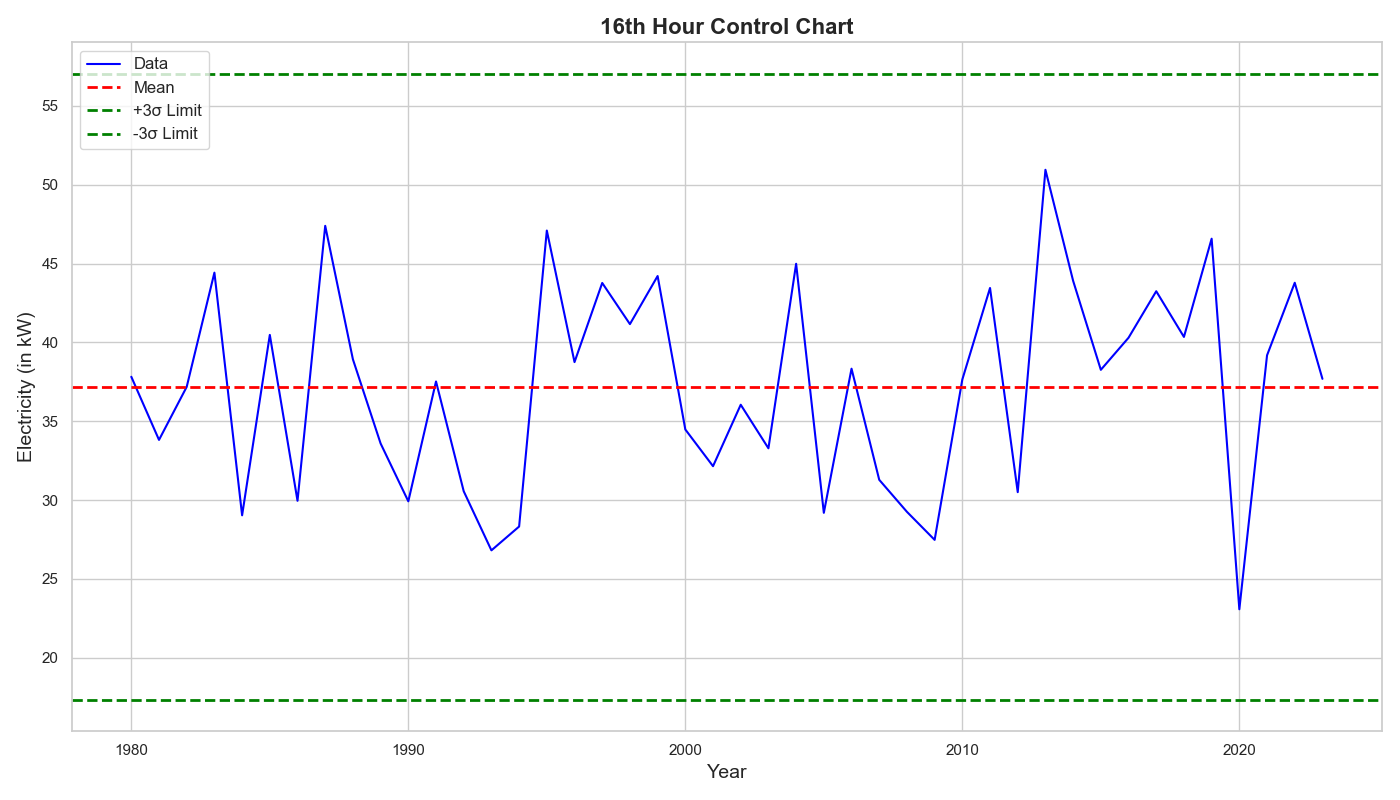 16th Hour Control Chart
Data
Mean
+3σ Limit
-3σ Limit
55
50
45
40
35
30
25
20
Electricity (in kW)
1980
1990
2000
2010
2020
Year